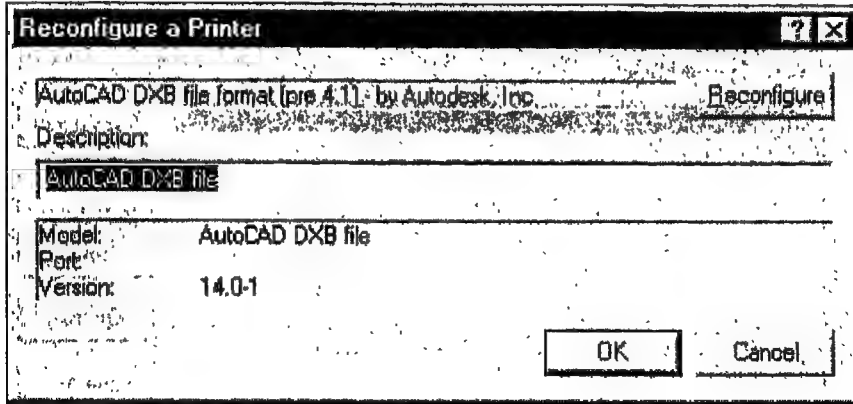 Reconfigure a Printer
AutoCAD DXB file format (pre 4.1) - by Autodesk, Inc
Reconfigure
Description:
AutoCAD DXB file
Model: AutoCAD DXB file
Port:
Version: 14.0-1
OK Cancel